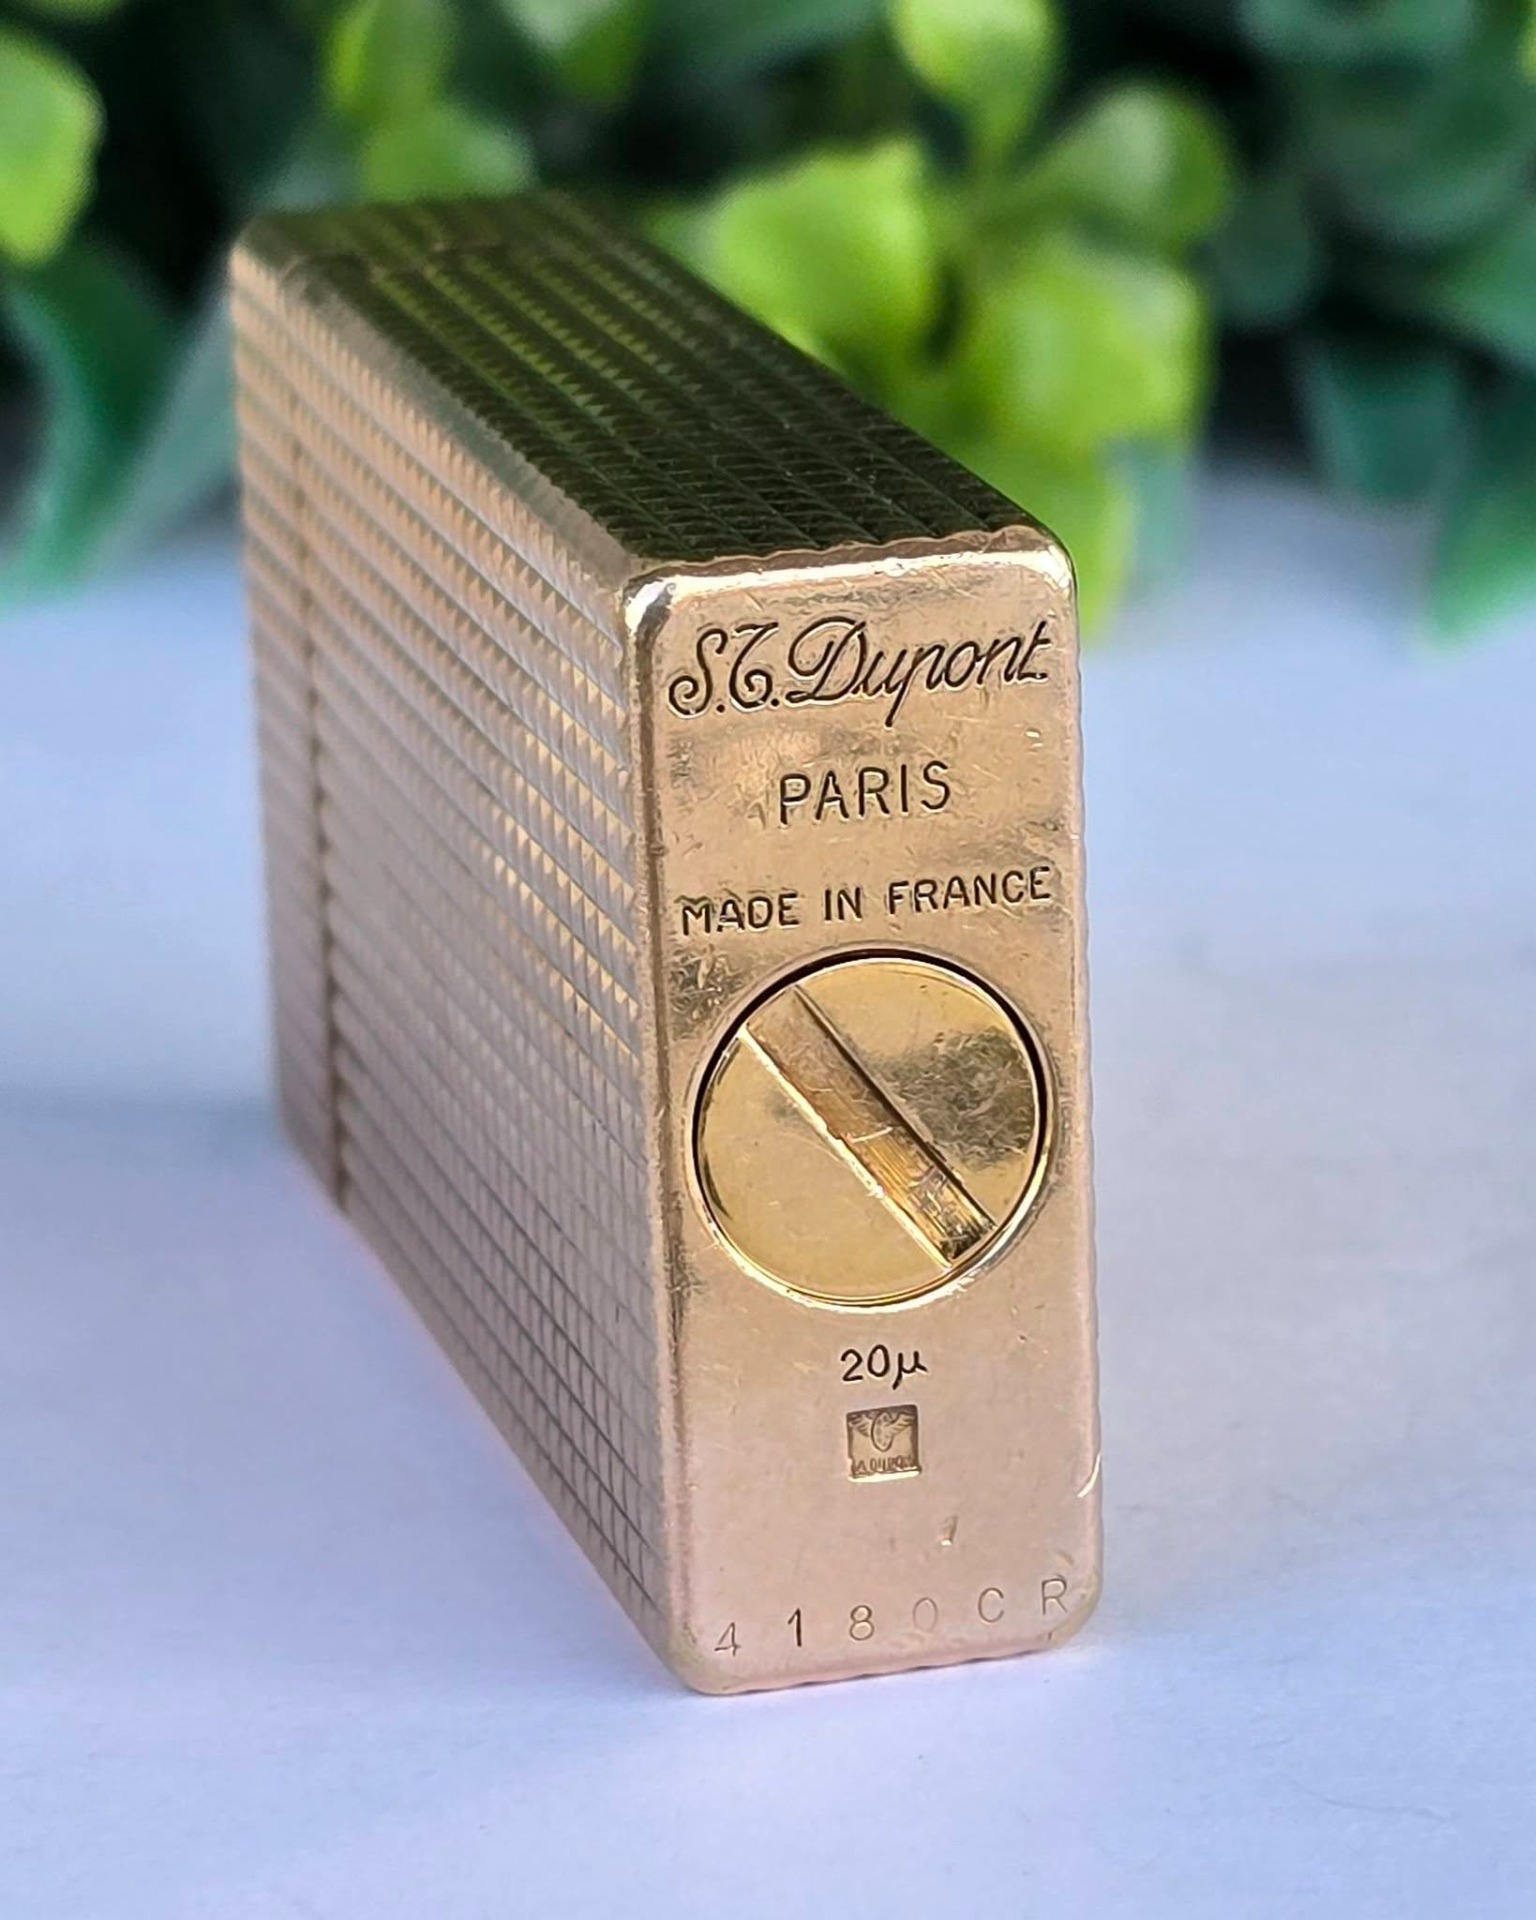 S.T. Dupont
PARIS
MADE IN FRANCE
20µ
4180CR